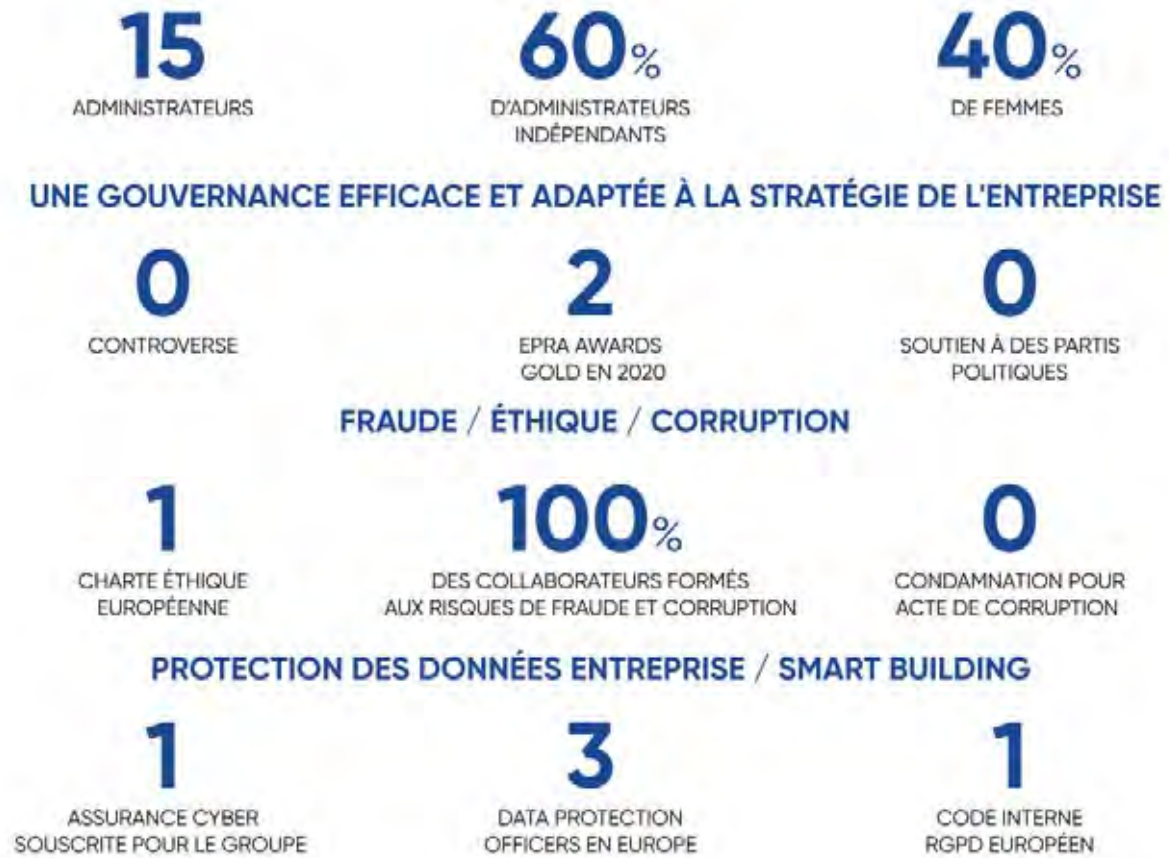 15
ADMINISTRATEURS
60%
D'ADMINISTRATEURS
INDÉPENDANTS
40%
DE FEMMES
UNE GOUVERNANCE EFFICACE ET ADAPTÉE À LA STRATÉGIE DE L'ENTREPRISE
0
CONTROVERSE
2
EPRA AWARDS
GOLD EN 2020
0
SOUTIEN À DES PARTIS
POLITIQUES
FRAUDE / ÉTHIQUE / CORRUPTION
1
CHARTE ÉTHIQUE
EUROPÉENNE
100%
DES COLLABORATEURS FORMÉS
AUX RISQUES DE FRAUDE ET CORRUPTION
0
CONDAMNATION POUR
ACTE DE CORRUPTION
PROTECTION DES DONNÉES ENTREPRISE / SMART BUILDING
1
ASSURANCE CYBER
SOUSCRITE POUR LE GROUPE
3
DATA PROTECTION
OFFICERS EN EUROPE
1
CODE INTERNE
RGPD EUROPÉEN